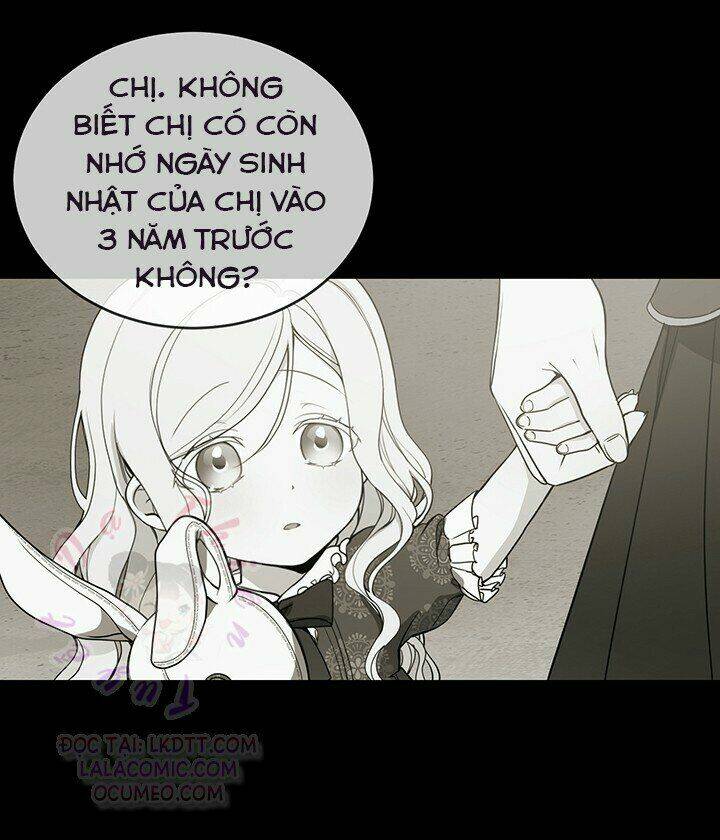 CHỊ. KHÔNG
BIẾT CHỊ CÓ CÒN
NHỚ NGÀY SINH
NHẬT CỦA CHỊ VÀO
3 NĂM TRƯỚC
KHÔNG?
ĐỌC TẠI: LKDTT.COM
LALACOMIC.COM
OCUMEO.COM